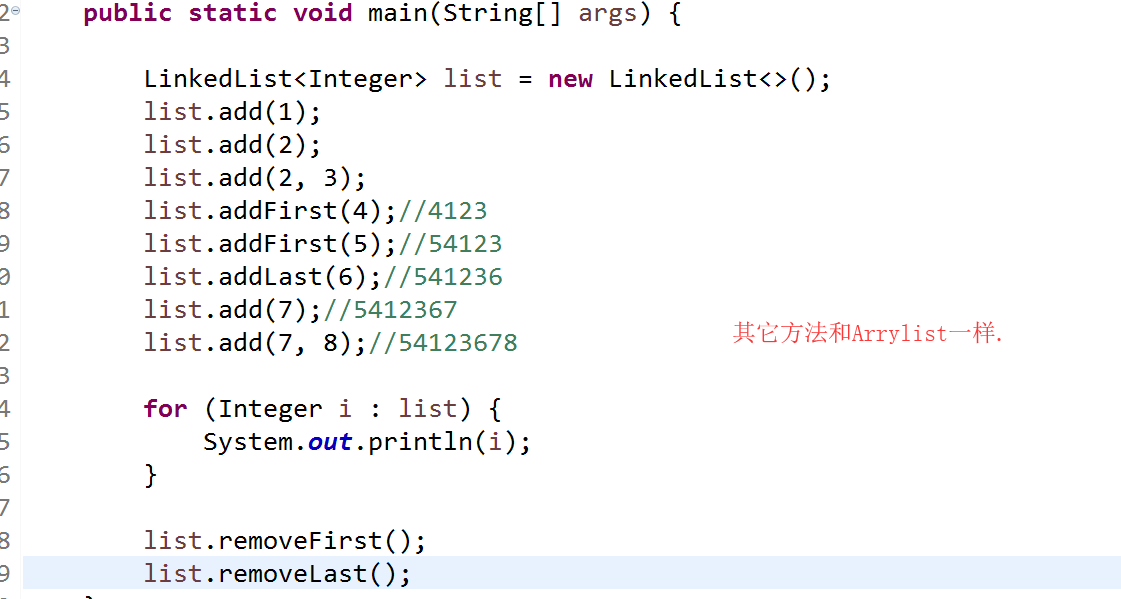 2 public static void main(String[] args) {
3
4 LinkedList<Integer> list = new LinkedList<>();
5 list.add(1);
6 list.add(2);
7 list.add(2, 3);
8 list.addFirst(4);//4123
9 list.addFirst(5);//54123
0 list.addLast(6);//541236
1 list.add(7);//5412367
2 list.add(7, 8);//54123678
其它方法和Arrylist一样.
3
4 for (Integer i : list) {
5 System.out.println(i);
6 }
7
8 list.removeFirst();
9 list.removeLast();